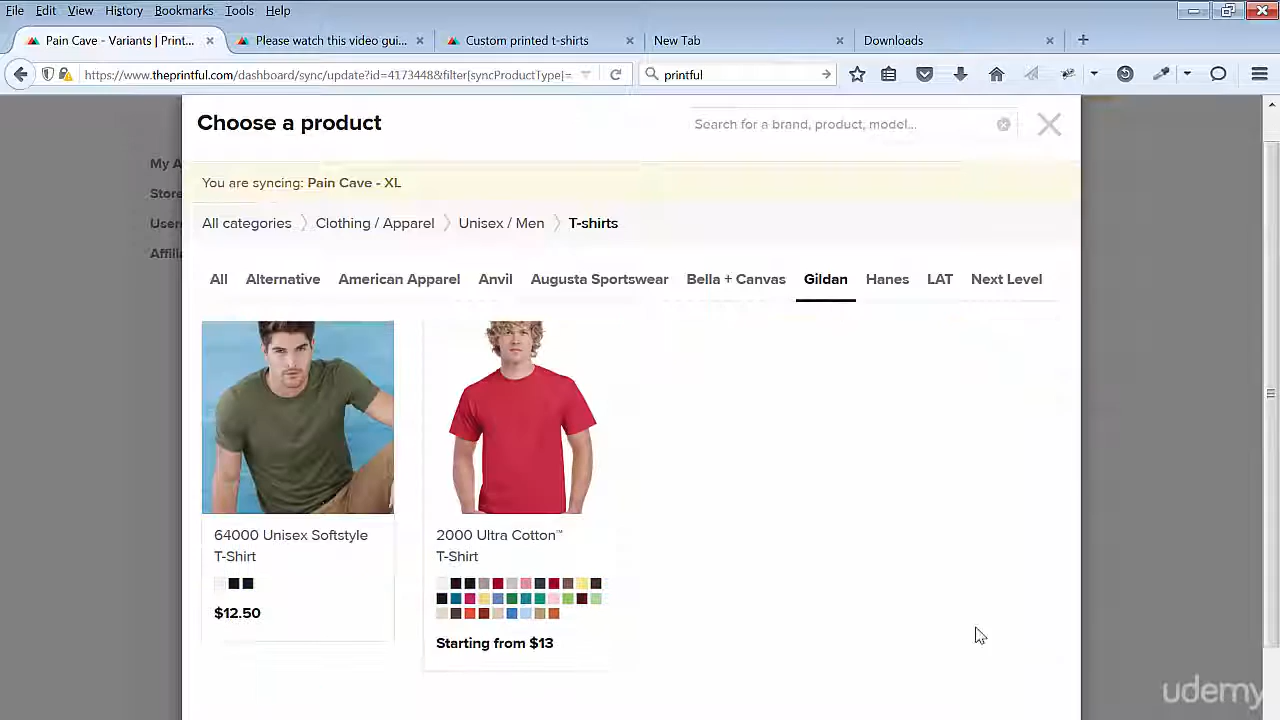 File Edit View History Bookmarks Tools Help
Pain Cave - Variants | Print...
Please watch this video gui...
Custom printed t-shirts
New Tab
Downloads
https://www.theprintful.com/dashboard/sync/update?id=4173448&filter[syncProductType]=
printful
Choose a product
Search for a brand, product, model...
My A
Store
User
Affili
You are syncing: Pain Cave - XL
All categories
Clothing / Apparel
Unisex / Men
T-shirts
All
Alternative
American Apparel
Anvil
Augusta Sportswear
Bella + Canvas
Gildan
Hanes
LAT
Next Level
64000 Unisex Softstyle
T-Shirt
$12.50
2000 Ultra Cotton™
T-Shirt
Starting from $13
udemy